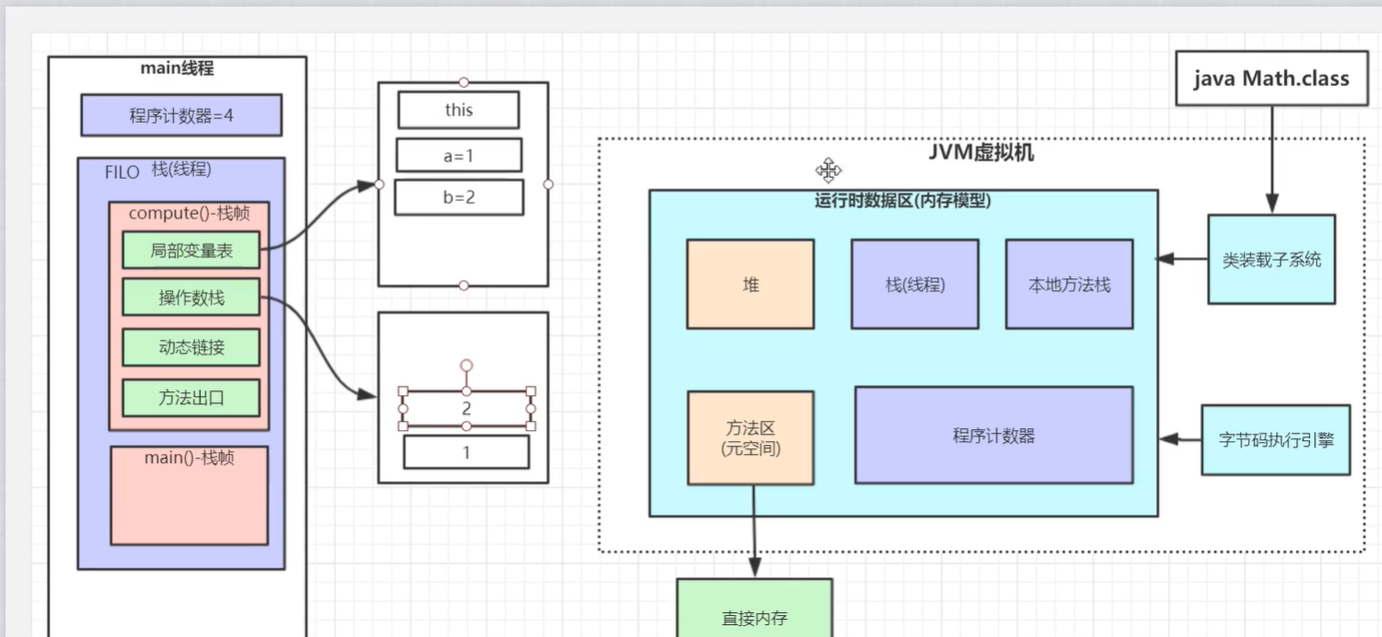 main线程
程序计数器=4
FILO 栈(线程)
compute()-栈帧
局部变量表
操作数栈
动态链接
方法出口
main()-栈帧
this
a=1
b=2
2
1
java Math.class
JVM虚拟机
运行时数据区(内存模型)
堆
栈(线程)
本地方法栈
类装载子系统
方法区
(元空间)
程序计数器
字节码执行引擎
直接内存